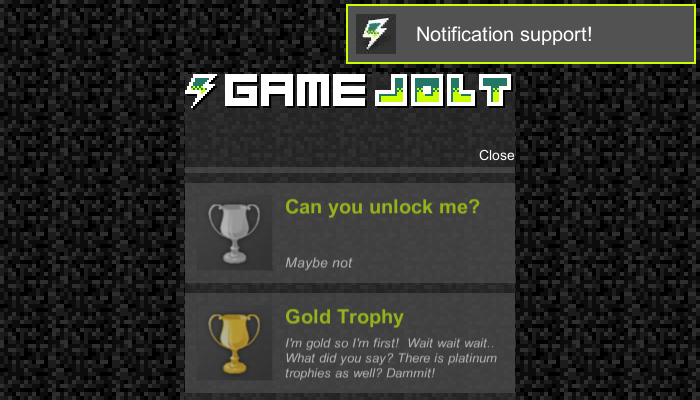 Notification support!
GAME JOLT
Close
Can you unlock me?
Maybe not
Gold Trophy
I'm gold so I'm first!  Wait wait wait..
What did you say? There is platinum
trophies as well? Dammit!